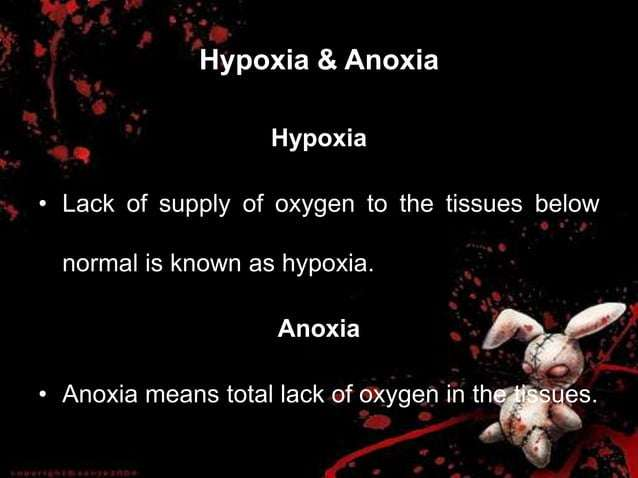 Hypoxia & Anoxia
Hypoxia
• Lack of supply of oxygen to the tissues below
normal is known as hypoxia.
Anoxia
• Anoxia means total lack of oxygen in the tissues.